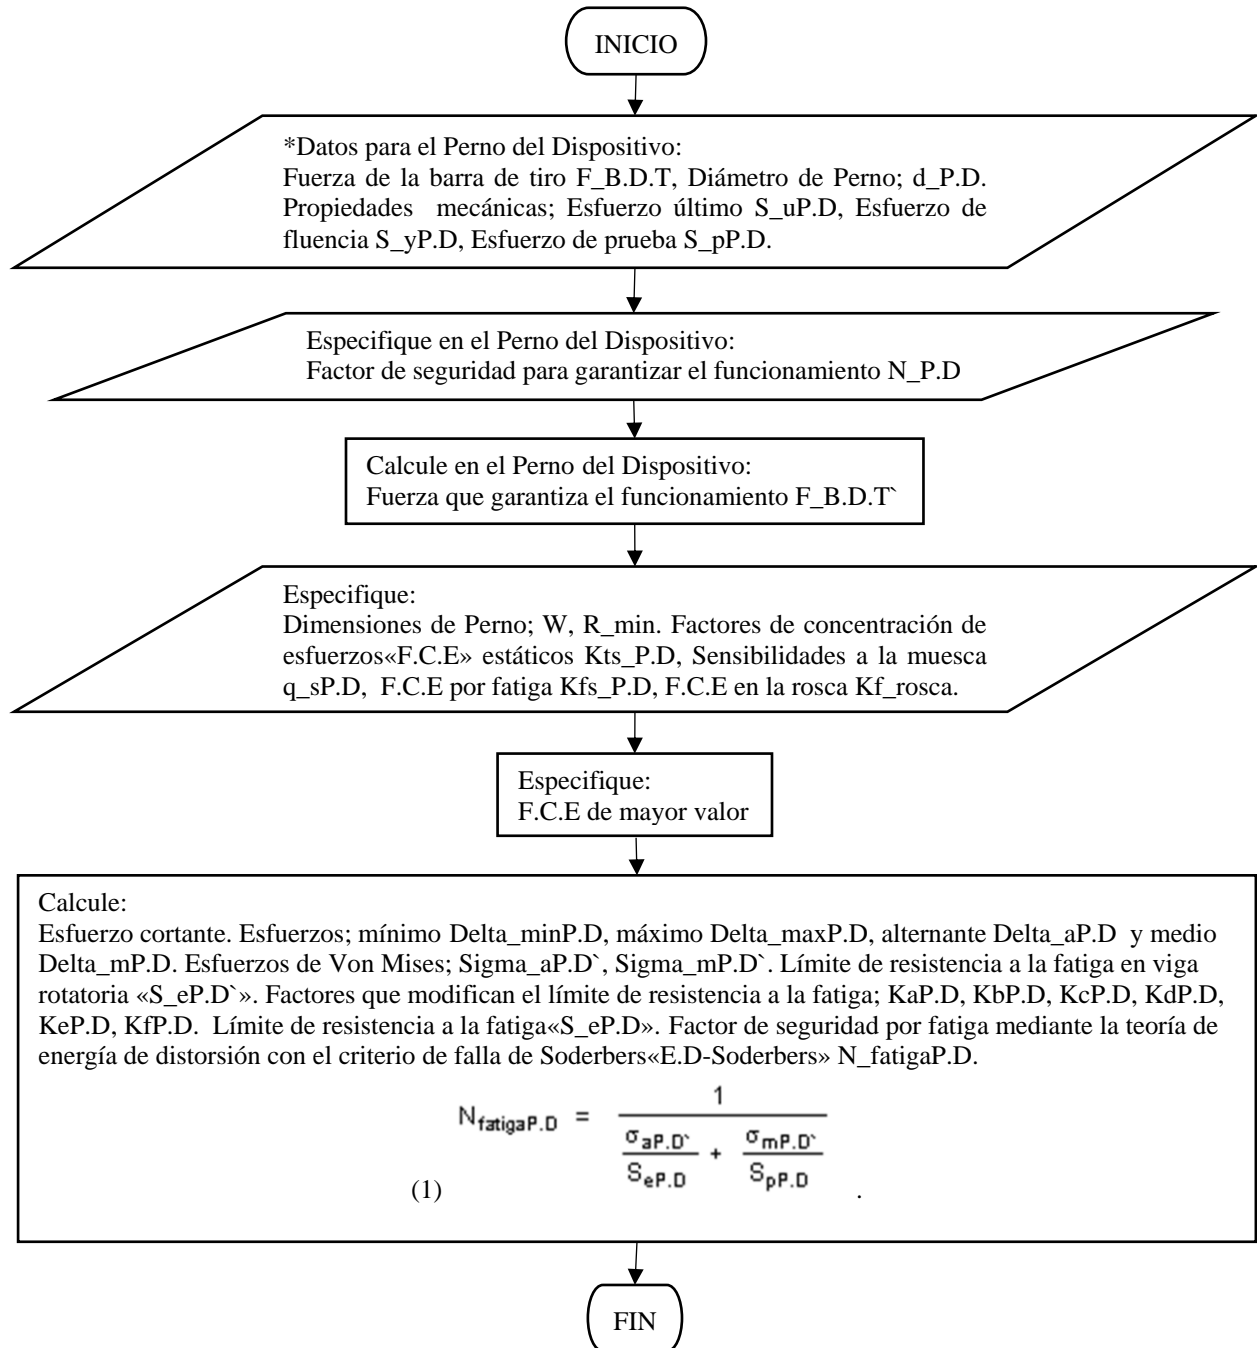 INICIO
*Datos para el Perno del Dispositivo:
Fuerza de la barra de tiro F_B.D.T, Diámetro de Perno; d_P.D.
Propiedades mecánicas; Esfuerzo último S_uP.D, Esfuerzo de
fluencia S_yP.D, Esfuerzo de prueba S_pP.D.
Especifique en el Perno del Dispositivo:
Factor de seguridad para garantizar el funcionamiento N_P.D
Calcule en el Perno del Dispositivo:
Fuerza que garantiza el funcionamiento F_B.D.T`
Especifique:
Dimensiones de Perno; W, R_min. Factores de concentración de
esfuerzos«F.C.E» estáticos Kts_P.D, Sensibilidades a la muesca
q_sP.D, F.C.E por fatiga Kfs_P.D, F.C.E en la rosca Kf_rosca.
Especifique:
F.C.E de mayor valor
Calcule:
Esfuerzo cortante. Esfuerzos; mínimo Delta_minP.D, máximo Delta_maxP.D, alternante Delta_aP.D y medio
Delta_mP.D. Esfuerzos de Von Mises; Sigma_aP.D`, Sigma_mP.D`. Límite de resistencia a la fatiga en viga
rotatoria «S_eP.D`». Factores que modifican el límite de resistencia a la fatiga; KaP.D, KbP.D, KcP.D, KdP.D,
KeP.D, KfP.D. Límite de resistencia a la fatiga«S_eP.D». Factor de seguridad por fatiga mediante la teoría de
energía de distorsión con el criterio de falla de Soderbers«E.D-Soderbers» N_fatigaP.D.
(1) N_fatigaP.D = 1 / (σ_aP.D` / S_eP.D + σ_mP.D` / S_pP.D) .
FIN